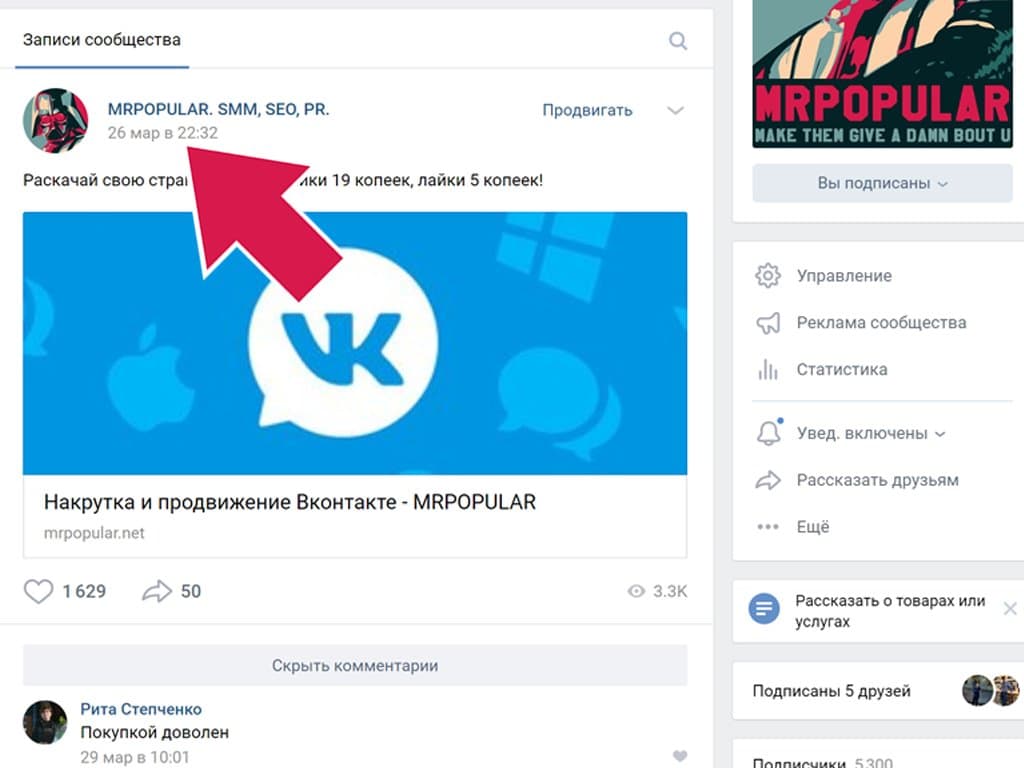 Записи сообщества
MRPOPULAR. SMM, SEO, PR.
26 мар в 22:32
Продвигать
Раскачай свою 19 копеек, лайки 5 копеек!
VK
Накрутка и продвижение Вконтакте - MRPOPULAR
mrpopular.net
1 629
50
3.3K
Скрыть комментарии
Рита Степченко
Покупкой доволен
29 мар в 10:01
MRPOPULAR
MAKE THEM GIVE A DAMN BOUT U
Вы подписаны
Управление
Реклама сообщества
Статистика
Увед. включены
Рассказать друзьям
Ещё
Рассказать о товарах или
услугах
Подписаны 5 друзей
Подписчики 5 300